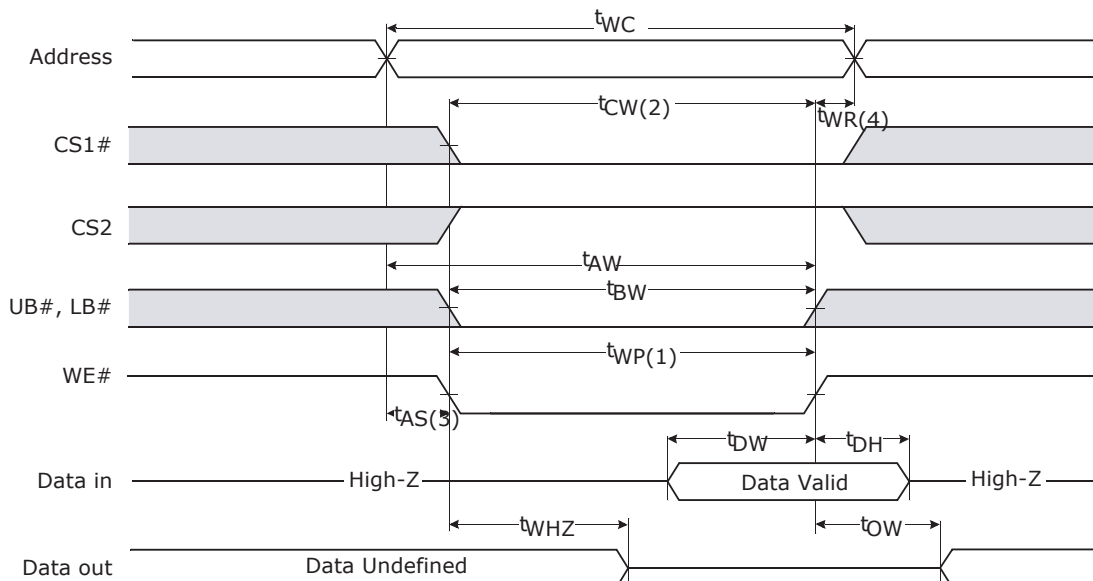 tWC
Address
tCW(2)
tWR(4)
CS1#
CS2
tAW
tBW
UB#, LB#
tWP(1)
WE#
tAS(3)
tDW
tDH
Data in
High-Z
Data Valid
High-Z
tWHZ
tOW
Data out
Data Undefined